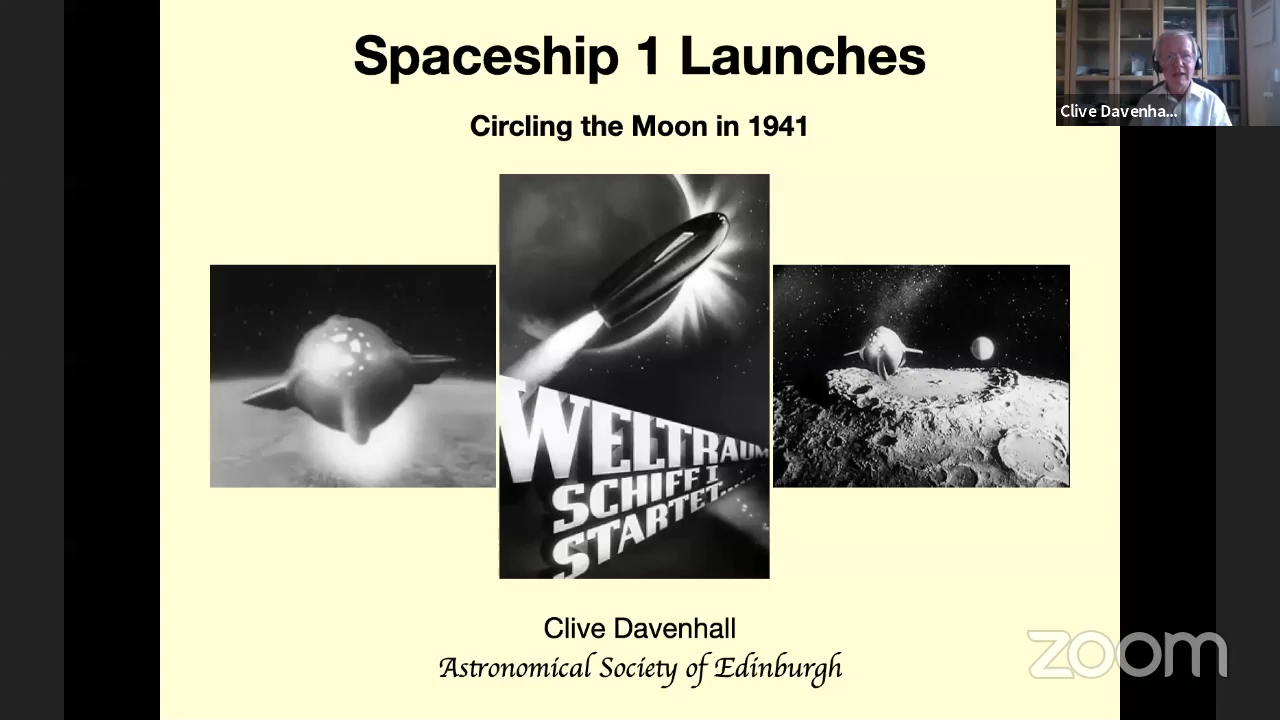 Spaceship 1 Launches
Clive Davenha...
Circling the Moon in 1941
WELTRAUM
SCHIFF I
STARTET.....
Clive Davenhall
Astronomical Society of Edinburgh
zoom